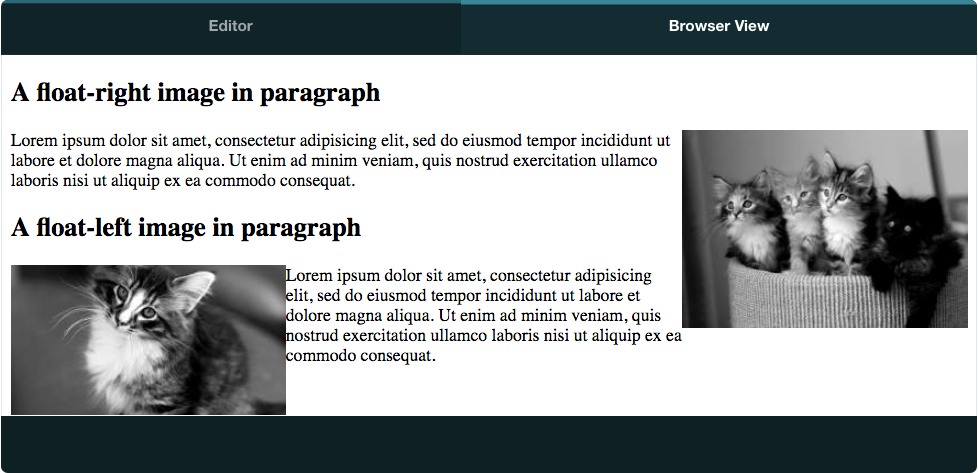 Editor
Browser View
A float-right image in paragraph
Lorem ipsum dolor sit amet, consectetur adipisicing elit, sed do eiusmod tempor incididunt ut
labore et dolore magna aliqua. Ut enim ad minim veniam, quis nostrud exercitation ullamco
laboris nisi ut aliquip ex ea commodo consequat.
A float-left image in paragraph
Lorem ipsum dolor sit amet, consectetur adipisicing
elit, sed do eiusmod tempor incididunt ut labore et
dolore magna aliqua. Ut enim ad minim veniam, quis
nostrud exercitation ullamco laboris nisi ut aliquip ex ea
commodo consequat.